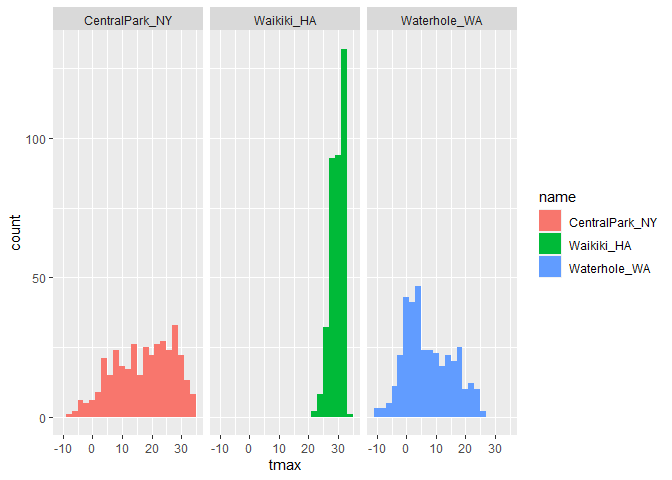 CentralPark_NY Waikiki_HA Waterhole_WA
100
50
0
count
-10 0 10 20 30 -10 0 10 20 30 -10 0 10 20 30
tmax
name
CentralPark_NY
Waikiki_HA
Waterhole_WA